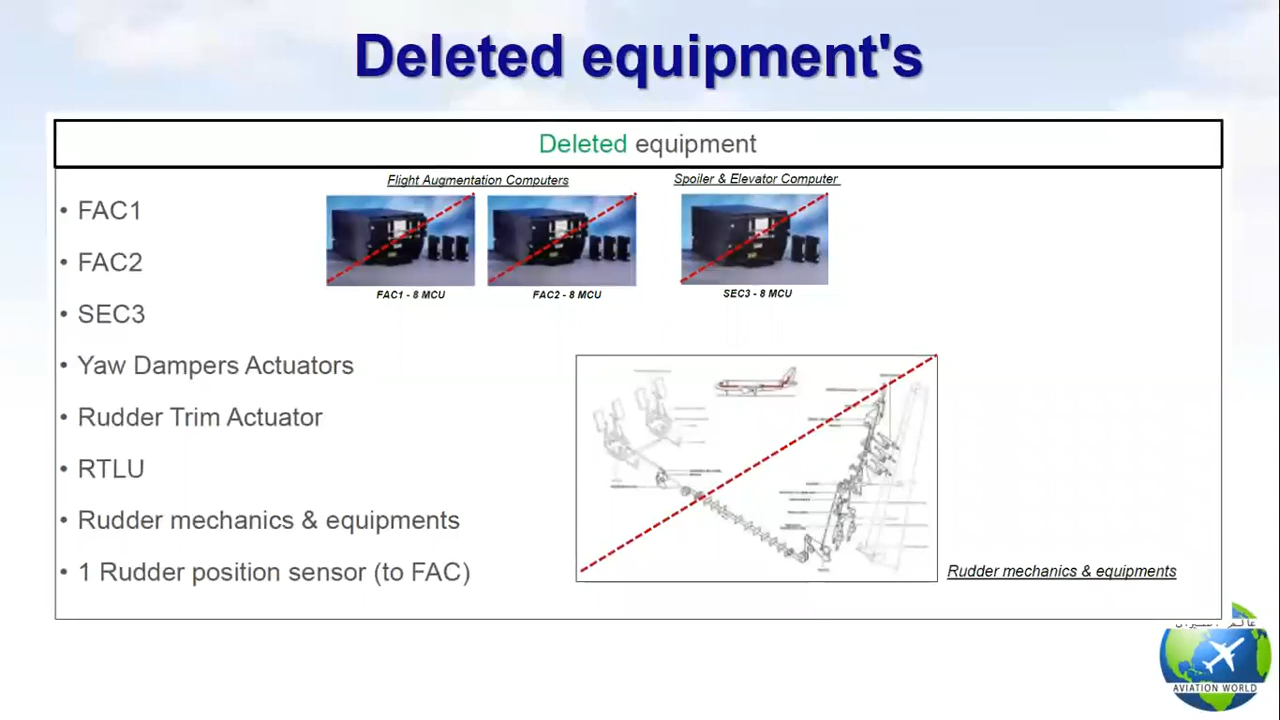 Deleted equipment's
Deleted equipment
• FAC1
• FAC2
• SEC3
• Yaw Dampers Actuators
• Rudder Trim Actuator
• RTLU
• Rudder mechanics & equipments
• 1 Rudder position sensor (to FAC)
Flight Augmentation Computers
Spoiler & Elevator Computer
FAC1 - 8 MCU
FAC2 - 8 MCU
SEC3 - 8 MCU
Rudder mechanics & equipments
AVIATION WORLD